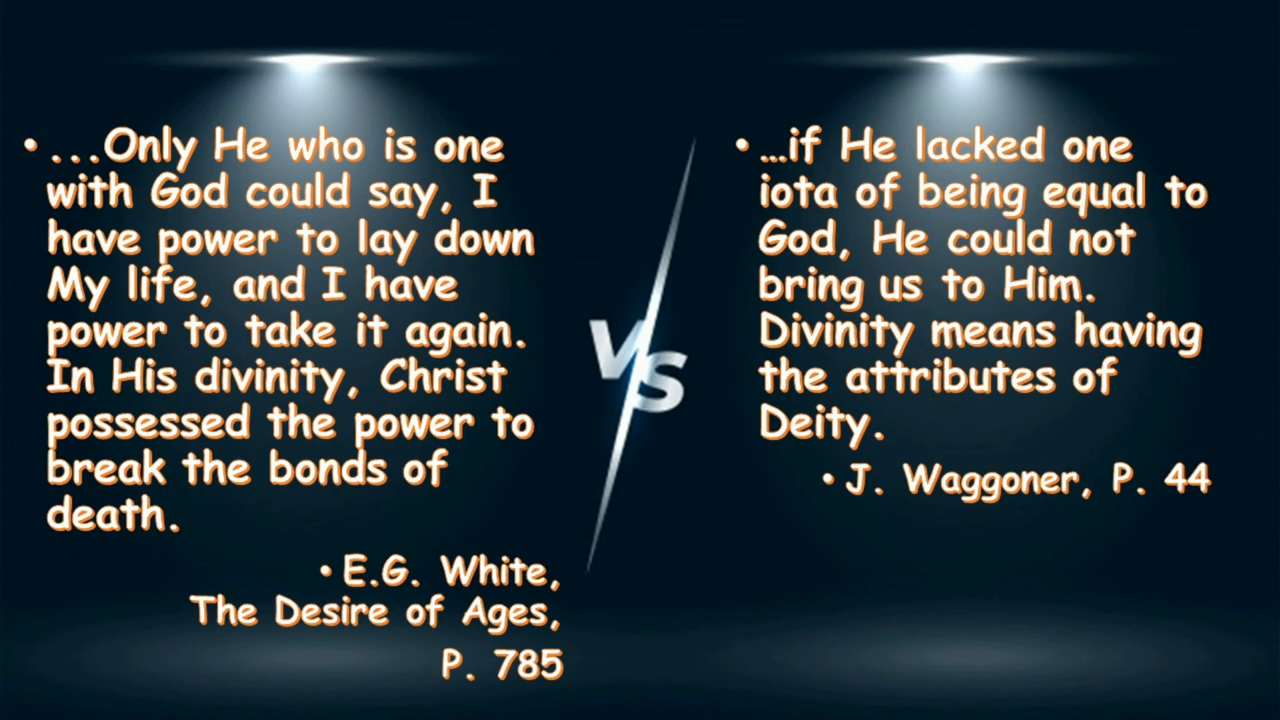 • ...Only He who is one
with God could say, I
have power to lay down
My life, and I have
power to take it again.
In His divinity, Christ
possessed the power to
break the bonds of
death.
• E.G. White,
The Desire of Ages,
P. 785
VS
• …if He lacked one
iota of being equal to
God, He could not
bring us to Him.
Divinity means having
the attributes of
Deity.
• J. Waggoner, P. 44